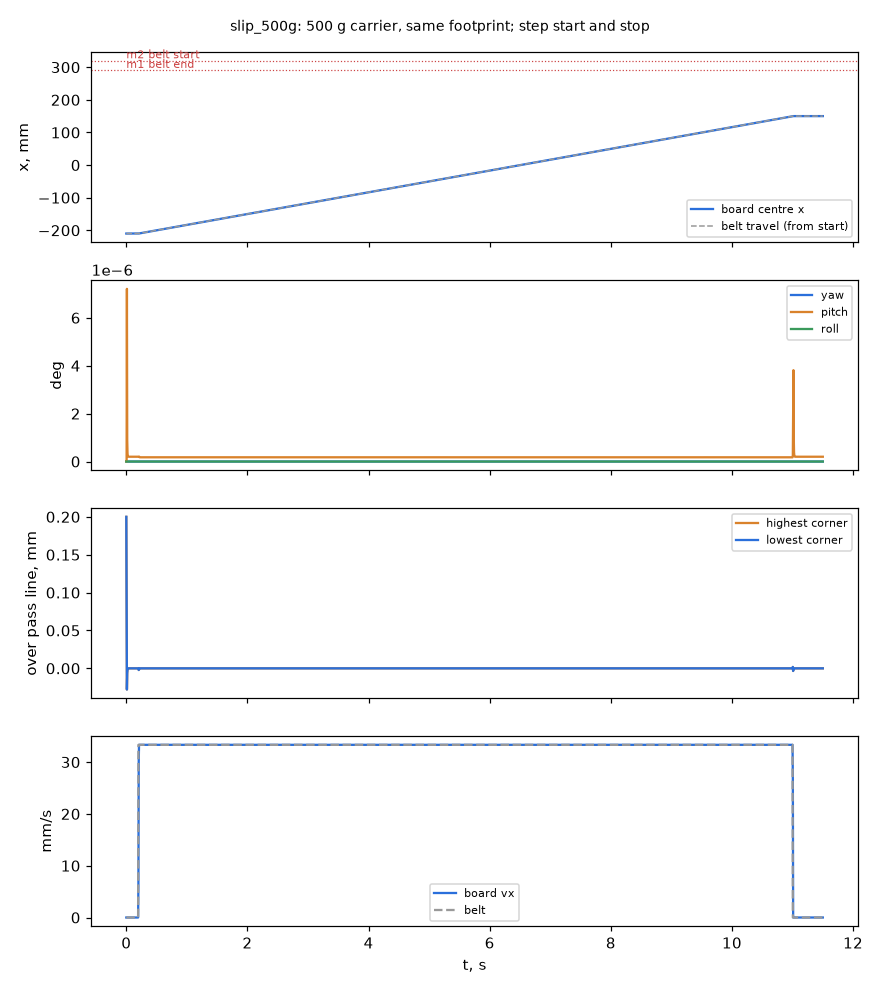 slip_500g: 500 g carrier, same footprint; step start and stop
m2 belt start
m1 belt end
300
200
100
0
−100
−200
x, mm
board centre x
belt travel (from start)
1e−6
6
4
2
0
deg
yaw
pitch
roll
0.20
0.15
0.10
0.05
0.00
over pass line, mm
highest corner
lowest corner
30
20
10
0
mm/s
board vx
belt
0
2
4
6
8
10
12
t, s